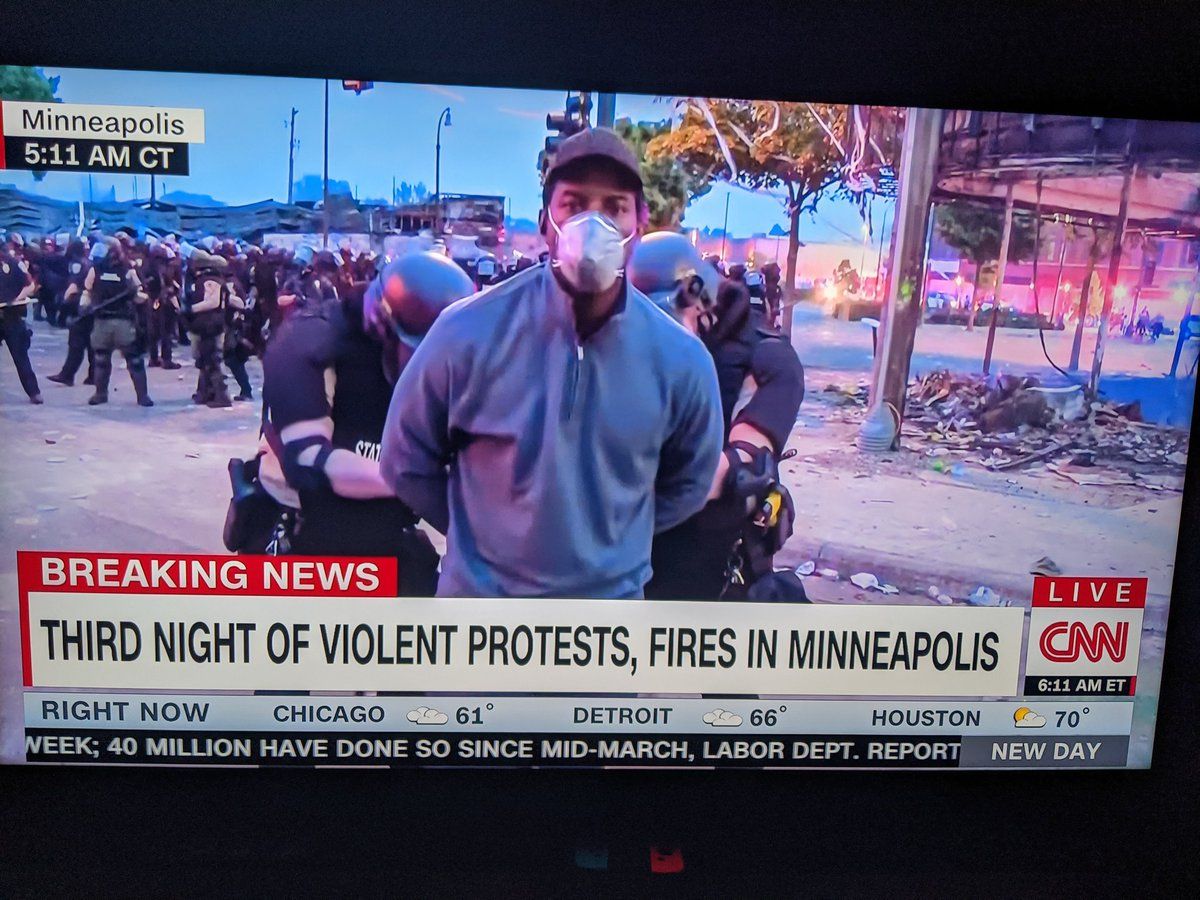 Minneapolis
5:11 AM CT
STAT
BREAKING NEWS
THIRD NIGHT OF VIOLENT PROTESTS, FIRES IN MINNEAPOLIS
LIVE
CNN
6:11 AM ET
RIGHT NOW CHICAGO 61° DETROIT 66° HOUSTON 70°
WEEK; 40 MILLION HAVE DONE SO SINCE MID-MARCH, LABOR DEPT. REPORT NEW DAY